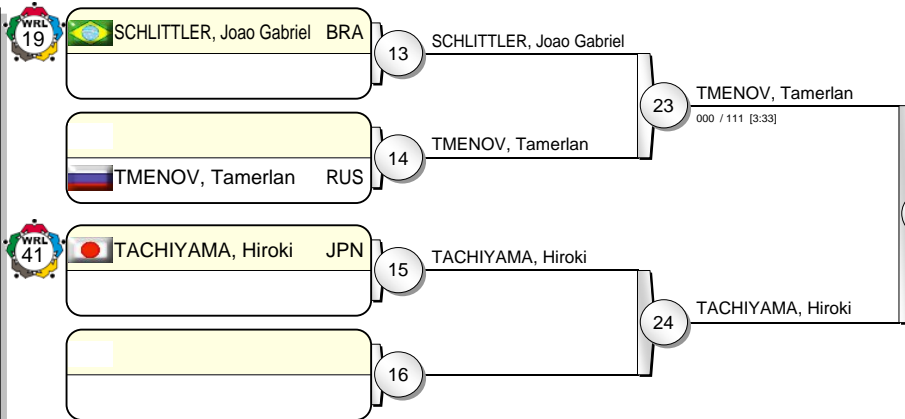 WRL
19
SCHLITTLER, Joao Gabriel BRA
13
SCHLITTLER, Joao Gabriel
23
TMENOV, Tamerlan
000 / 111 [3:33]
14
TMENOV, Tamerlan
TMENOV, Tamerlan RUS
WRL
41
TACHIYAMA, Hiroki JPN
15
TACHIYAMA, Hiroki
24
TACHIYAMA, Hiroki
16